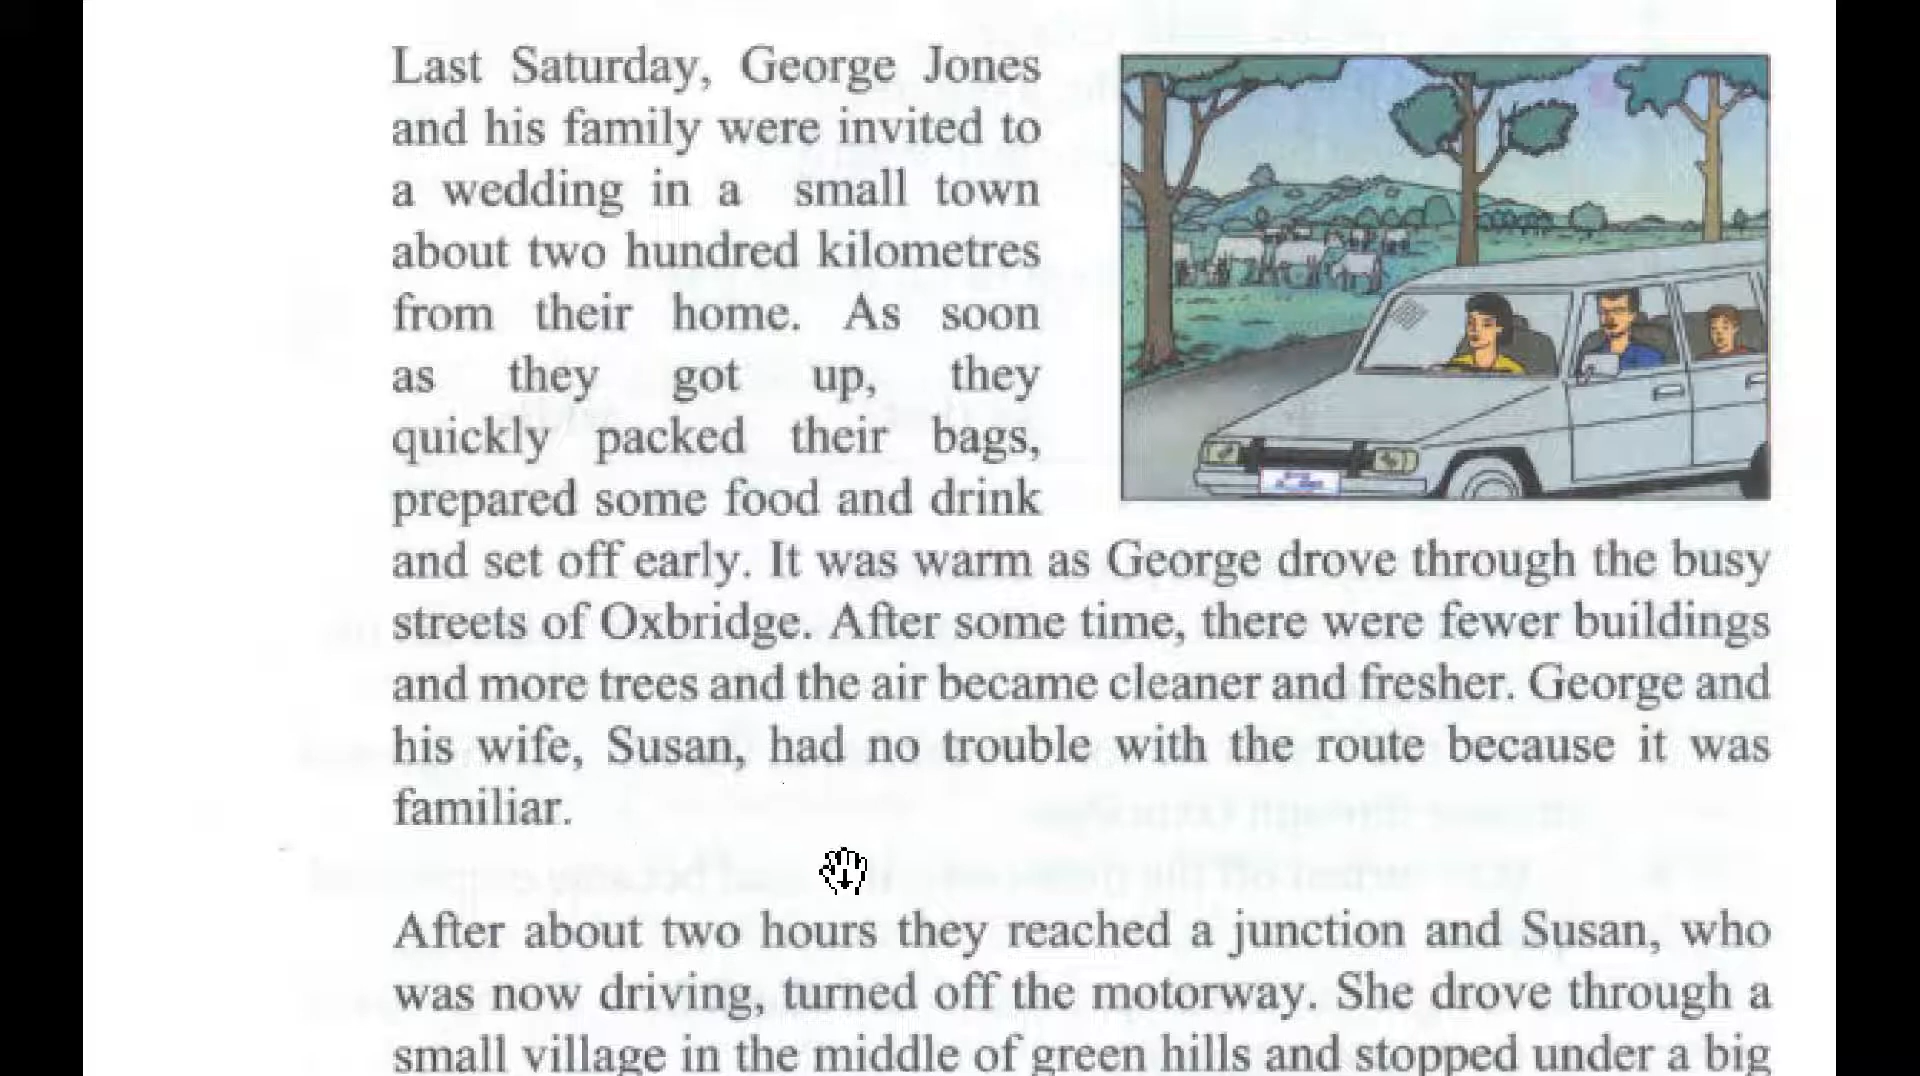 Last Saturday, George Jones
and his family were invited to
a wedding in a small town
about two hundred kilometres
from their home. As soon
as they got up, they
quickly packed their bags,
prepared some food and drink
and set off early. It was warm as George drove through the busy
streets of Oxbridge. After some time, there were fewer buildings
and more trees and the air became cleaner and fresher. George and
his wife, Susan, had no trouble with the route because it was
familiar.
After about two hours they reached a junction and Susan, who
was now driving, turned off the motorway. She drove through a
small village in the middle of green hills and stopped under a big